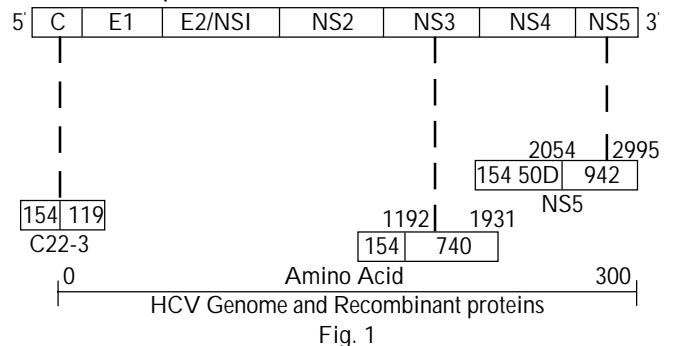 5' C E1 E2/NSI NS2 NS3 NS4 NS5 3'
2054 2995
154 50D 942
NS5
154 119
C22-3
1192 1931
154 740
0 Amino Acid 300
HCV Genome and Recombinant proteins
Fig. 1